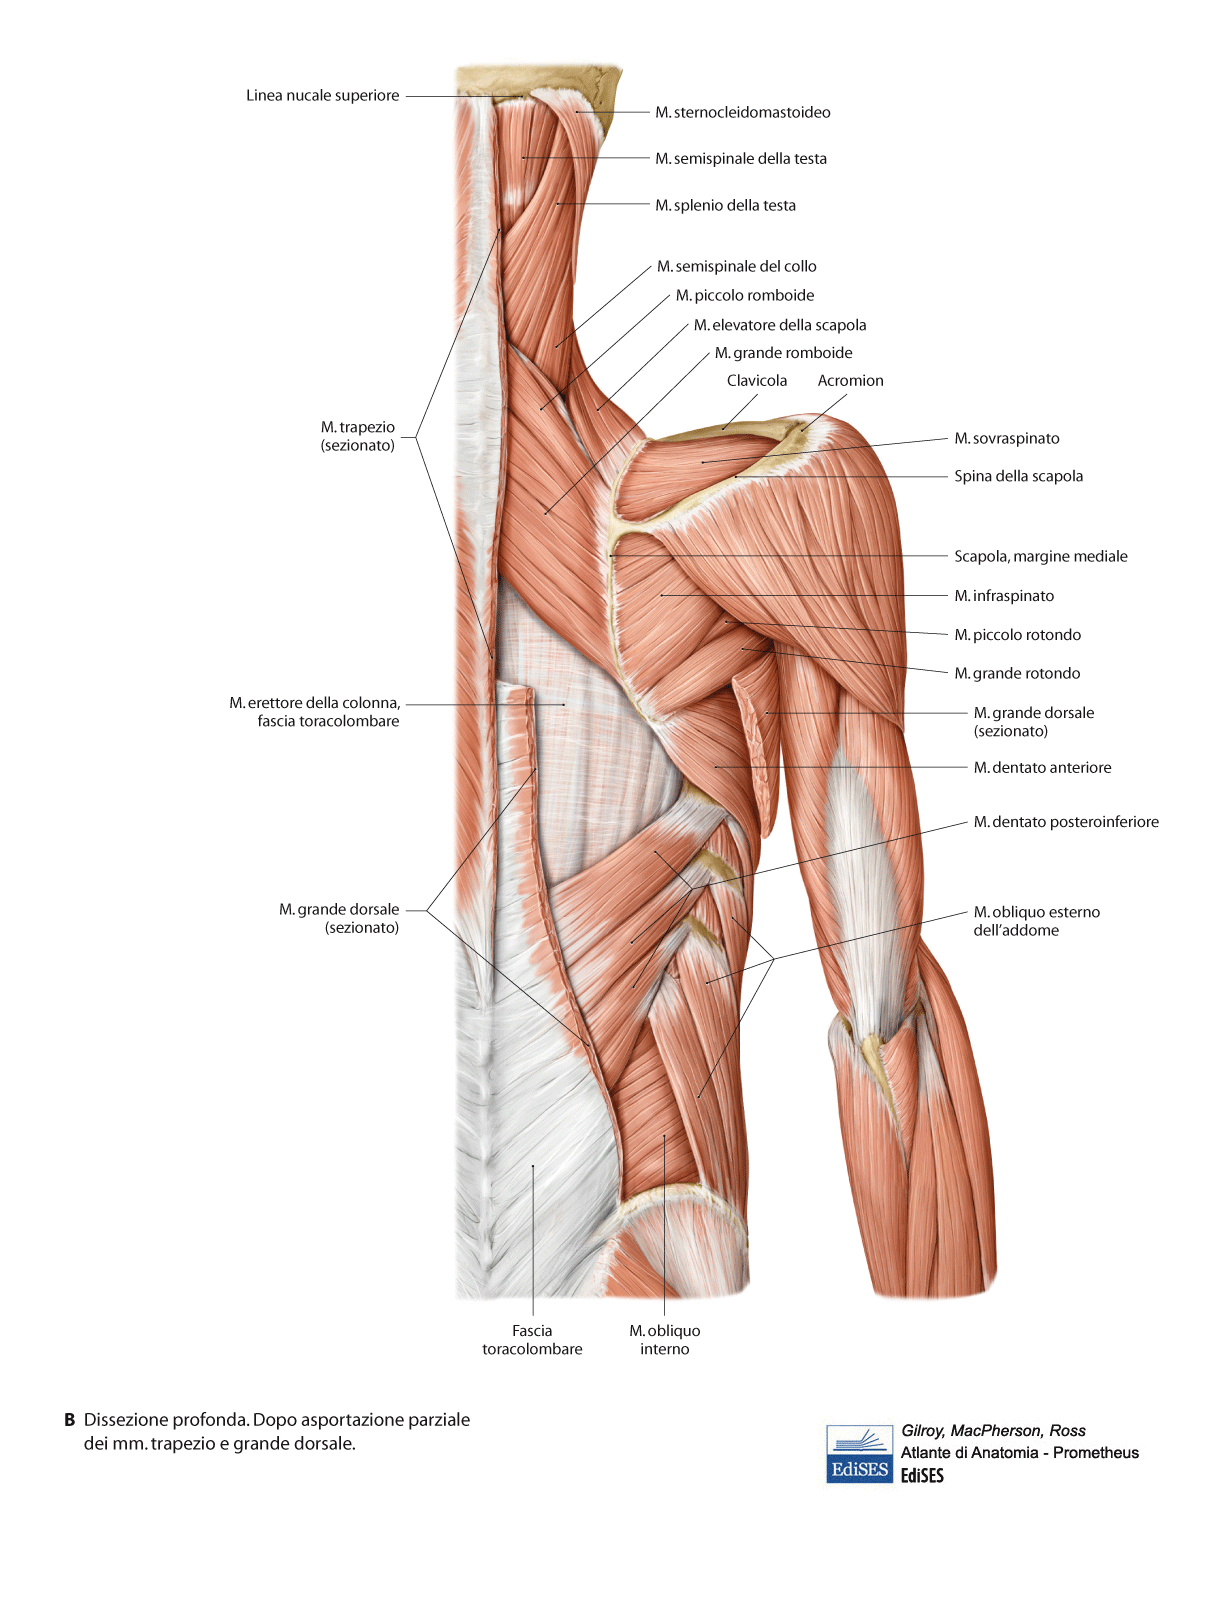 Linea nucale superiore
M. sternocleidomastoideo
M. semispinale della testa
M. splenio della testa
M. semispinale del collo
M. piccolo romboide
M. elevatore della scapola
M. grande romboide
Clavicola
Acromion
M. trapezio
(sezionato)
M. sovraspinato
Spina della scapola
Scapola, margine mediale
M. infraspinato
M. piccolo rotondo
M. grande rotondo
M. erettore della colonna,
fascia toracolombare
M. grande dorsale
(sezionato)
M. dentato anteriore
M. dentato posteroinferiore
M. grande dorsale
(sezionato)
M. obliquo esterno
dell'addome
Fascia
toracolombare
M. obliquo
interno
B Dissezione profonda. Dopo asportazione parziale
dei mm. trapezio e grande dorsale.
EdiSES
Gilroy, MacPherson, Ross
Atlante di Anatomia - Prometheus
EdiSES